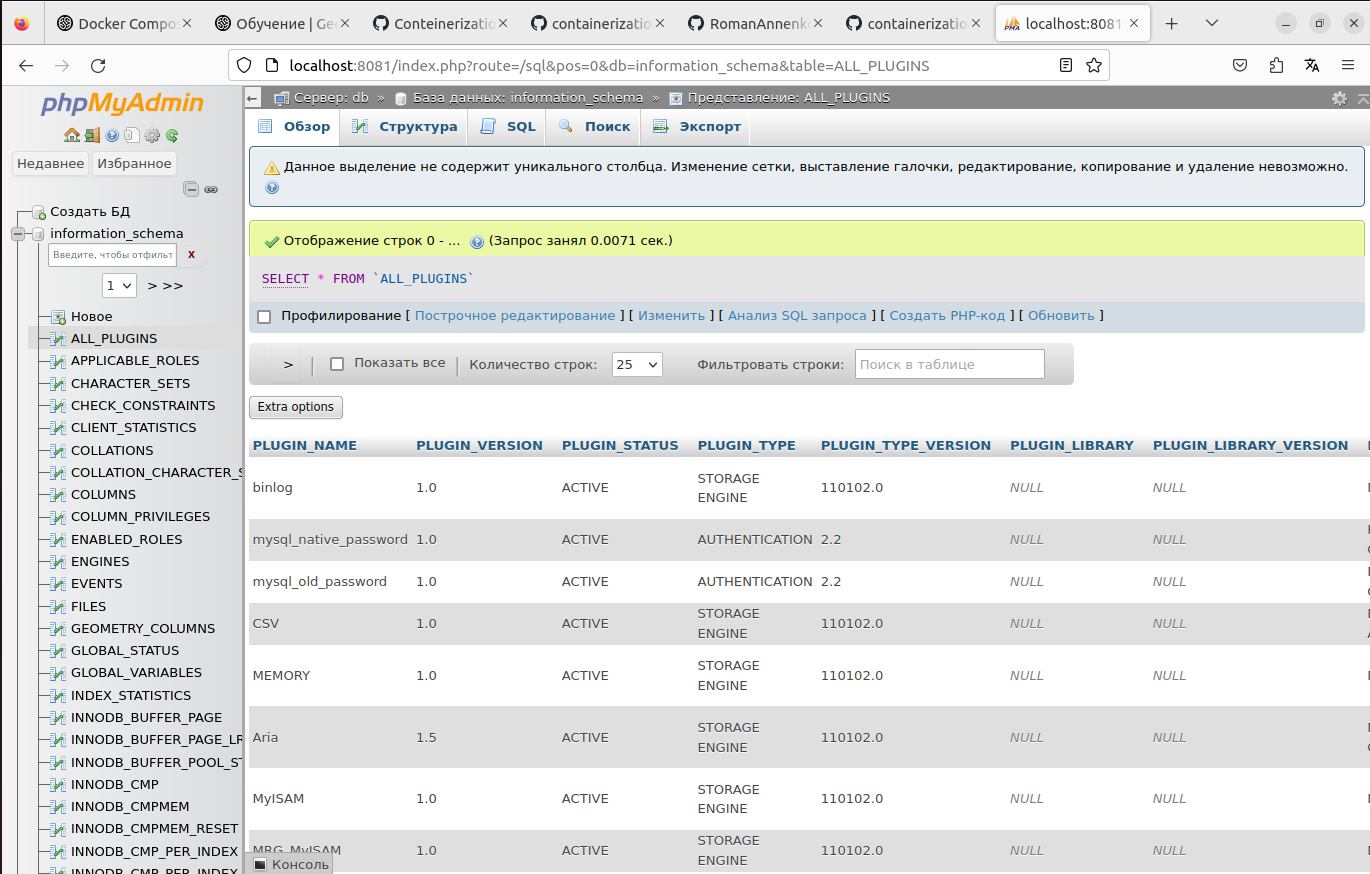 Docker Compos
Обучение | Ge
Conteinerizatio
containerizatio
RomanAnnenk
containerizatio
localhost:8081
localhost:8081/index.php?route=/sql&pos=0&db=information_schema&table=ALL_PLUGINS
phpMyAdmin
Недавнее Избранное
Создать БД
information_schema
Введите, чтобы отфильт X
1 > >>
Новое
ALL_PLUGINS
APPLICABLE_ROLES
CHARACTER_SETS
CHECK_CONSTRAINTS
CLIENT_STATISTICS
COLLATIONS
COLLATION_CHARACTER_S
COLUMNS
COLUMN_PRIVILEGES
ENABLED_ROLES
ENGINES
EVENTS
FILES
GEOMETRY_COLUMNS
GLOBAL_STATUS
GLOBAL_VARIABLES
INDEX_STATISTICS
INNODB_BUFFER_PAGE
INNODB_BUFFER_PAGE_LR
INNODB_BUFFER_POOL_ST
INNODB_CMP
INNODB_CMPMEM
INNODB_CMPMEM_RESET
INNODB_CMP_PER_INDEX
INNODB_CMP_PER_INDEX
Сервер: db » База данных: information_schema » Представление: ALL_PLUGINS
Обзор Структура SQL Поиск Экспорт
Данное выделение не содержит уникального столбца. Изменение сетки, выставление галочки, редактирование, копирование и удаление невозможно.
Отображение строк 0 - ... (Запрос занял 0.0071 сек.)
SELECT * FROM `ALL_PLUGINS`
Профилирование [ Построчное редактирование ] [ Изменить ] [ Анализ SQL запроса ] [ Создать PHP-код ] [ Обновить ]
> | Показать все | Количество строк: 25 Фильтровать строки: Поиск в таблице
Extra options
PLUGIN_NAME PLUGIN_VERSION PLUGIN_STATUS PLUGIN_TYPE PLUGIN_TYPE_VERSION PLUGIN_LIBRARY PLUGIN_LIBRARY_VERSION
binlog 1.0 ACTIVE STORAGE ENGINE 110102.0 NULL NULL
mysql_native_password 1.0 ACTIVE AUTHENTICATION 2.2 NULL NULL
mysql_old_password 1.0 ACTIVE AUTHENTICATION 2.2 NULL NULL
CSV 1.0 ACTIVE STORAGE ENGINE 110102.0 NULL NULL
MEMORY 1.0 ACTIVE STORAGE ENGINE 110102.0 NULL NULL
Aria 1.5 ACTIVE STORAGE ENGINE 110102.0 NULL NULL
MyISAM 1.0 ACTIVE STORAGE ENGINE 110102.0 NULL NULL
MRG_MyISAM 1.0 ACTIVE STORAGE ENGINE 110102.0 NULL NULL
Консоль